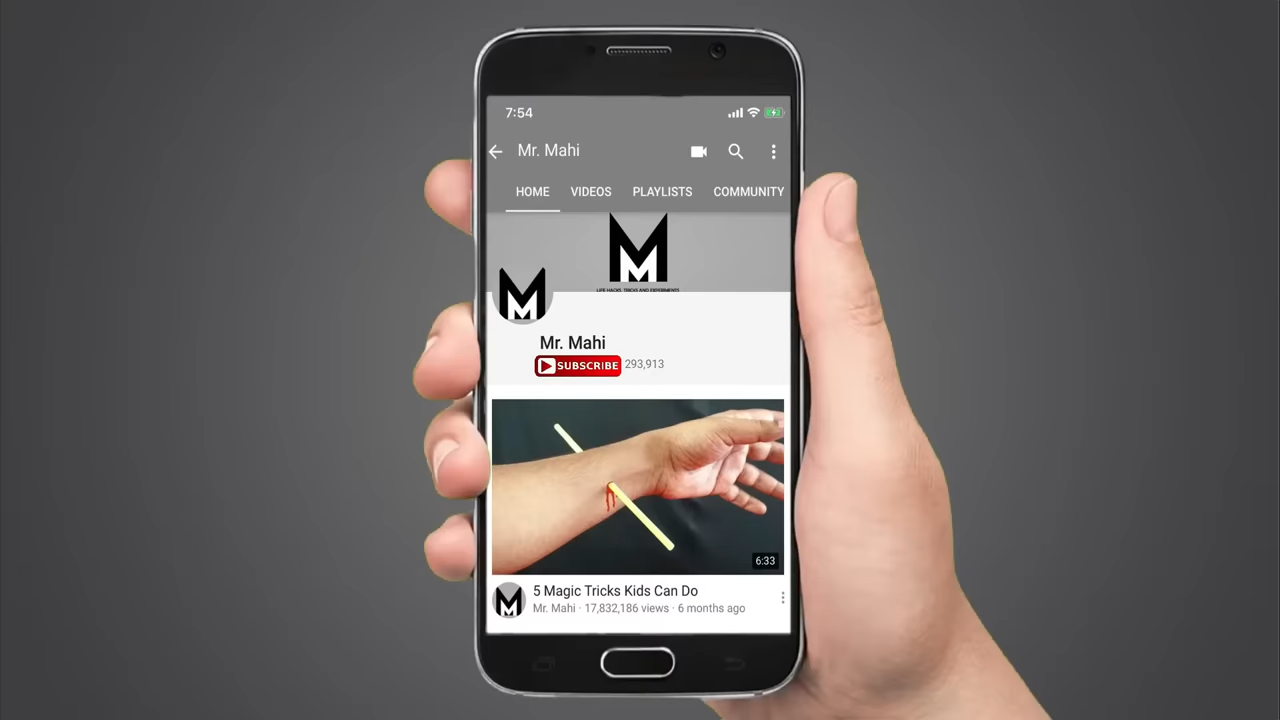 7:54
Mr. Mahi
HOME VIDEOS PLAYLISTS COMMUNITY
LIFE HACKS, TRICKS AND EXPERIMENTS
Mr. Mahi
SUBSCRIBE 293,913
6:33
5 Magic Tricks Kids Can Do
Mr. Mahi · 17,832,186 views · 6 months ago